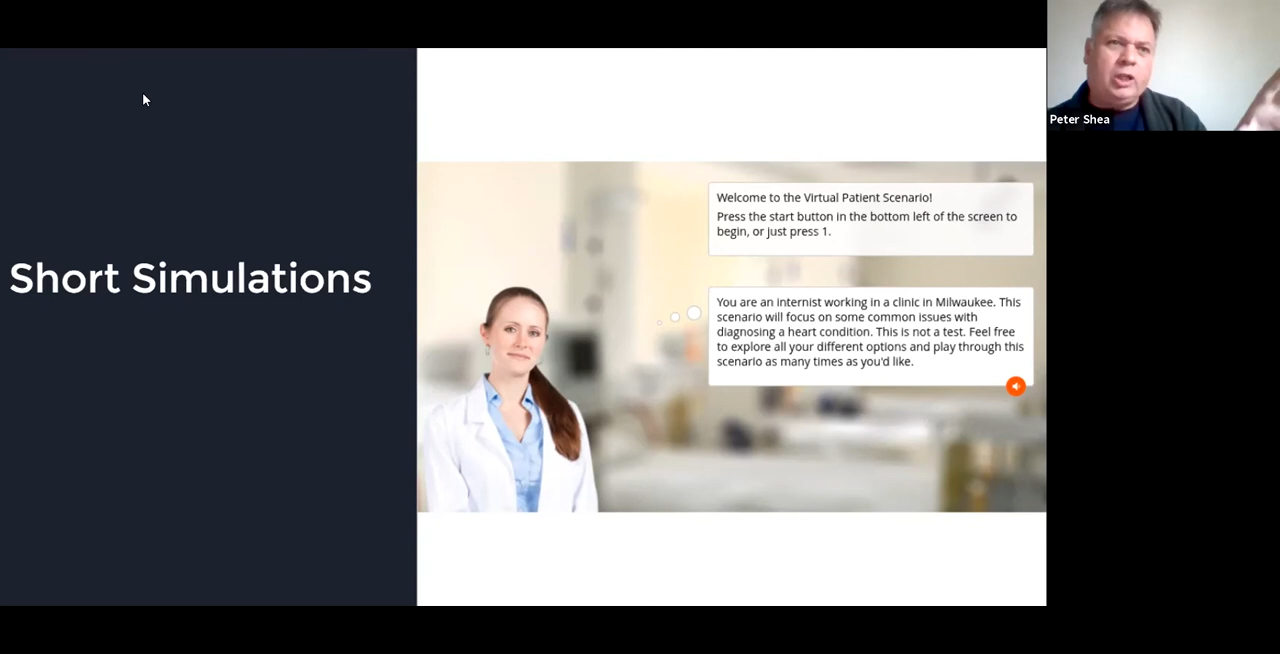 Short Simulations
Welcome to the Virtual Patient Scenario!
Press the start button in the bottom left of the screen to
begin, or just press 1.
You are an internist working in a clinic in Milwaukee. This
scenario will focus on some common issues with
diagnosing a heart condition. This is not a test. Feel free
to explore all your different options and play through this
scenario as many times as you'd like.
Peter Shea